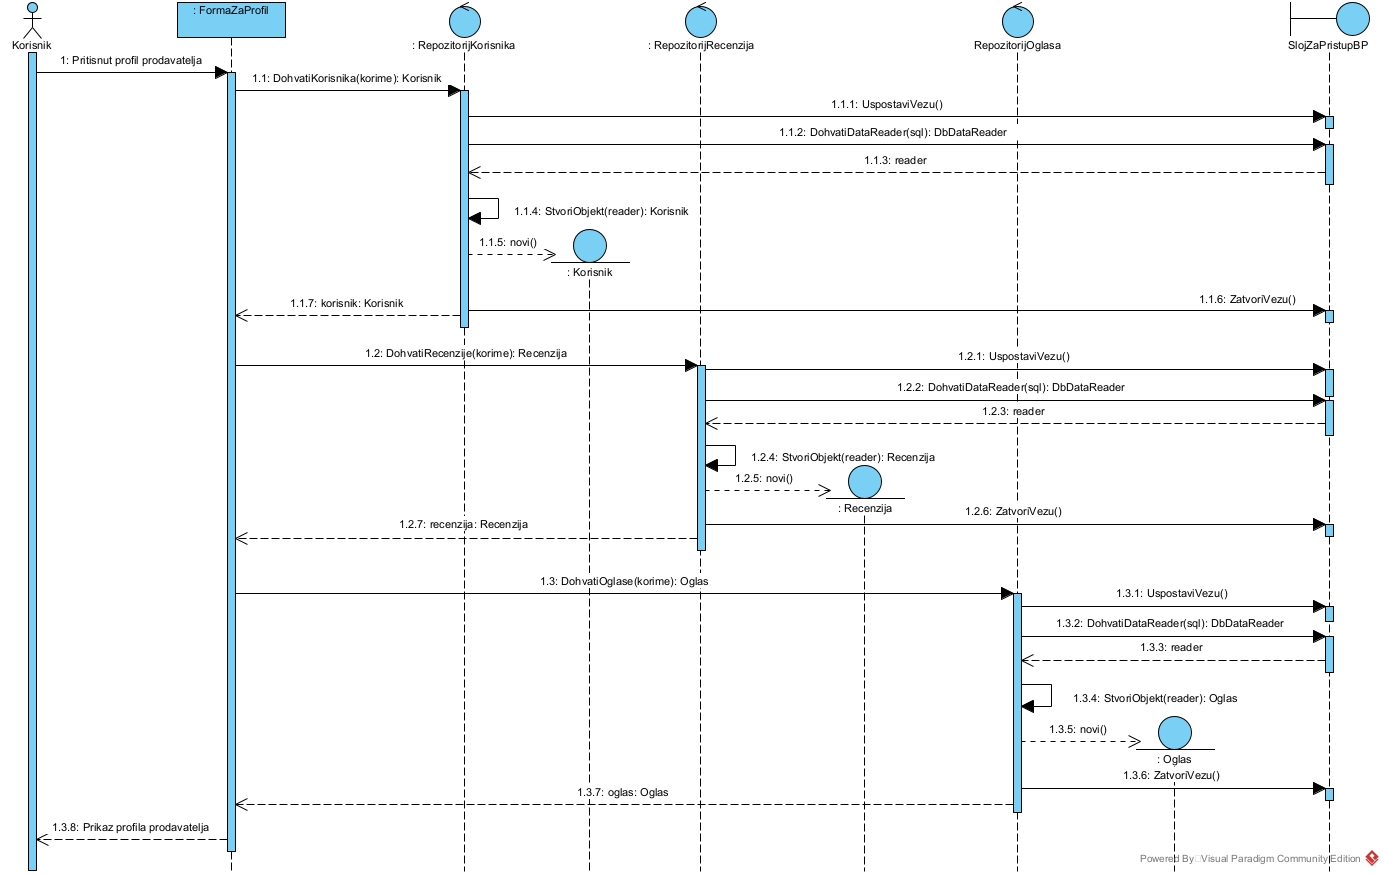 : FormaZaProfil
Korisnik
: RepozitorijKorisnika
: RepozitorijRecenzija
RepozitorijOglasa
SlojZaPristupBP
1: Pritisnut profil prodavatelja
1.1: DohvatiKorisnika(korime): Korisnik
1.1.1: UspostaviVezu()
1.1.2: DohvatiDataReader(sql): DbDataReader
1.1.3: reader
1.1.4: StvoriObjekt(reader): Korisnik
1.1.5: novi()
: Korisnik
1.1.7: korisnik: Korisnik
1.1.6: ZatvoriVezu()
1.2: DohvatiRecenzije(korime): Recenzija
1.2.1: UspostaviVezu()
1.2.2: DohvatiDataReader(sql): DbDataReader
1.2.3: reader
1.2.4: StvoriObjekt(reader): Recenzija
1.2.5: novi()
: Recenzija
1.2.6: ZatvoriVezu()
1.2.7: recenzija: Recenzija
1.3: DohvatiOglase(korime): Oglas
1.3.1: UspostaviVezu()
1.3.2: DohvatiDataReader(sql): DbDataReader
1.3.3: reader
1.3.4: StvoriObjekt(reader): Oglas
1.3.5: novi()
: Oglas
1.3.6: ZatvoriVezu()
1.3.7: oglas: Oglas
1.3.8: Prikaz profila prodavatelja
Powered By Visual Paradigm Community Edition